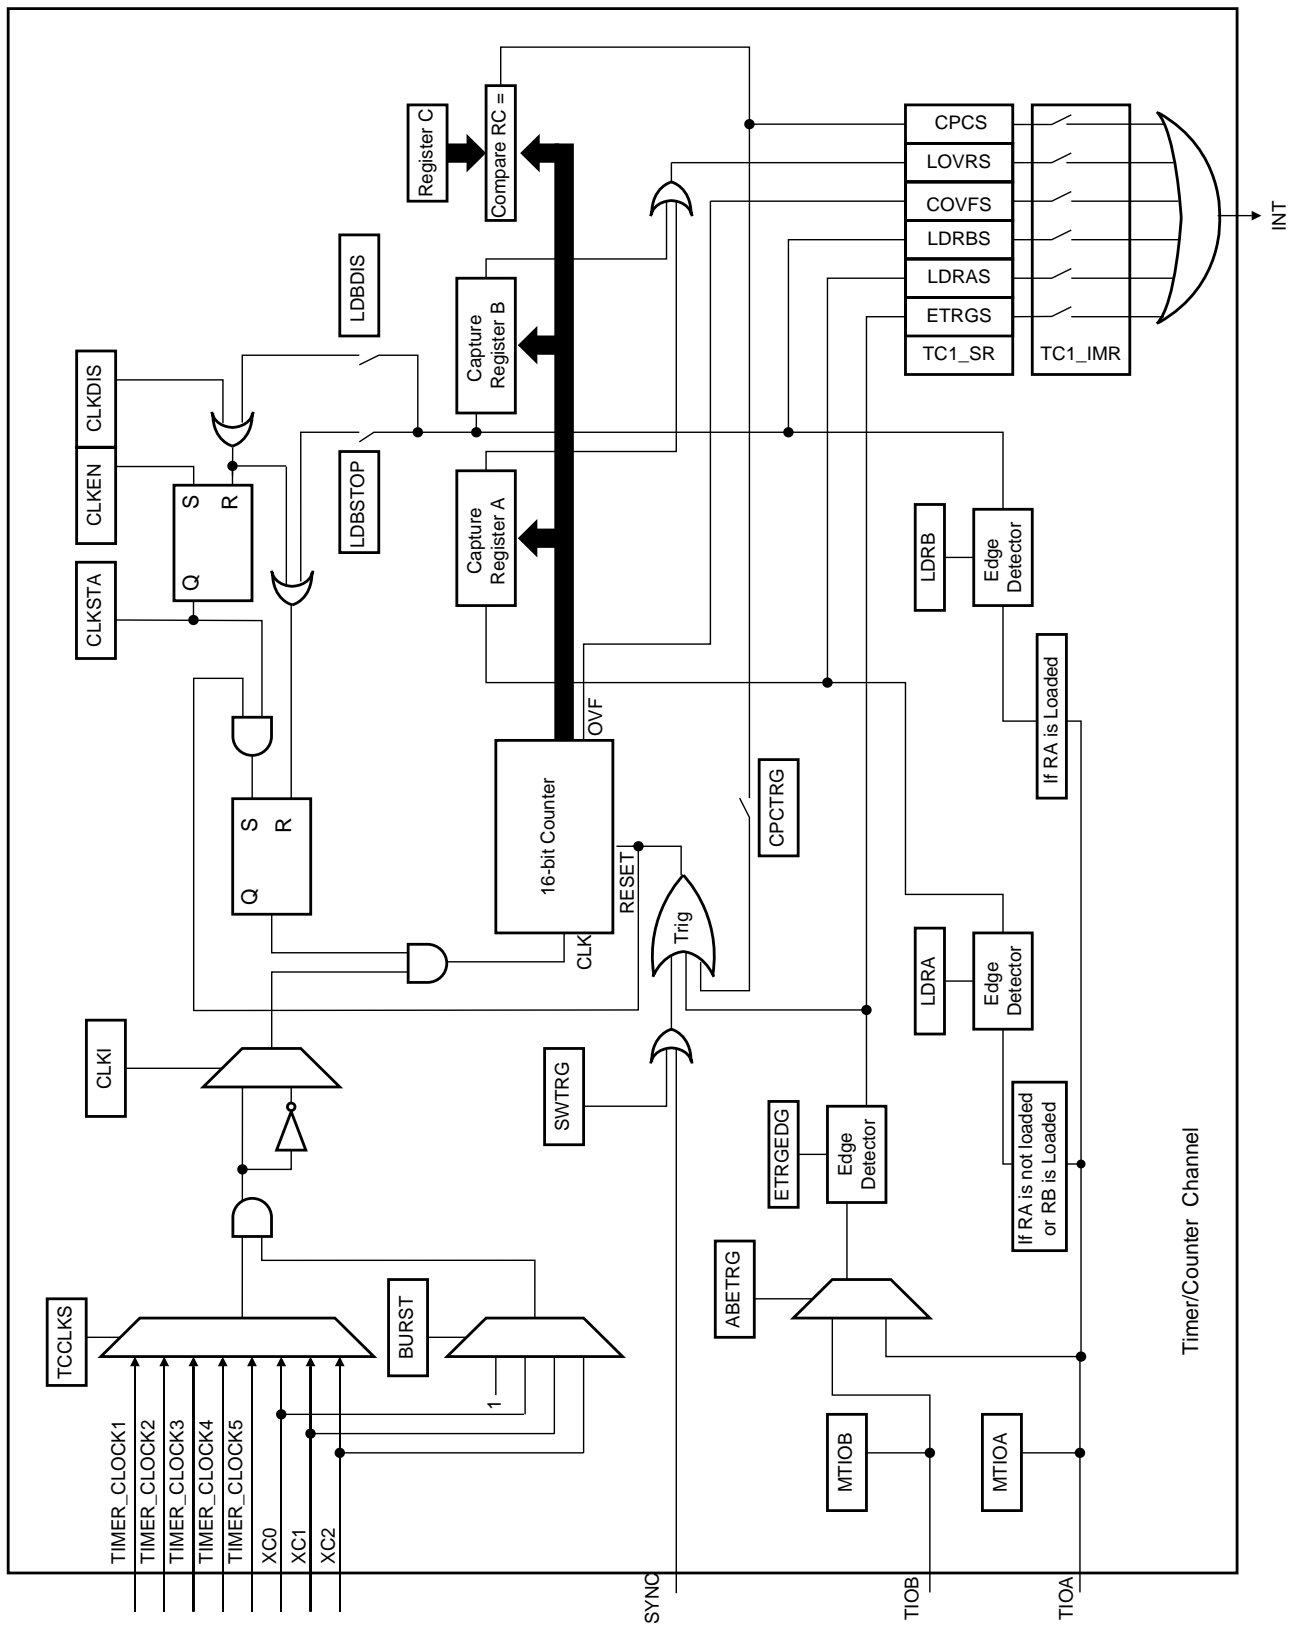 TCCLKS
TIMER_CLOCK1
TIMER_CLOCK2
TIMER_CLOCK3
TIMER_CLOCK4
TIMER_CLOCK5
XC0
XC1
XC2
CLKI
CLKSTA
CLKEN
CLKDIS
Q
S
R
Q
S
R
BURST
1
LDBSTOP
LDBDIS
Register C
Capture
Register A
Capture
Register B
Compare RC =
16-bit Counter
CLK
OVF
RESET
SWTRG
Trig
CPCTRG
SYNC
ABETRG
ETRGEDG
Edge
Detector
MTIOB
TIOB
LDRA
Edge
Detector
LDRB
Edge
Detector
MTIOA
TIOA
If RA is not loaded
or RB is Loaded
If RA is Loaded
CPCS
LOVRS
COVFS
LDRBS
LDRAS
ETRGS
TC1_SR
TC1_IMR
INT
Timer/Counter Channel